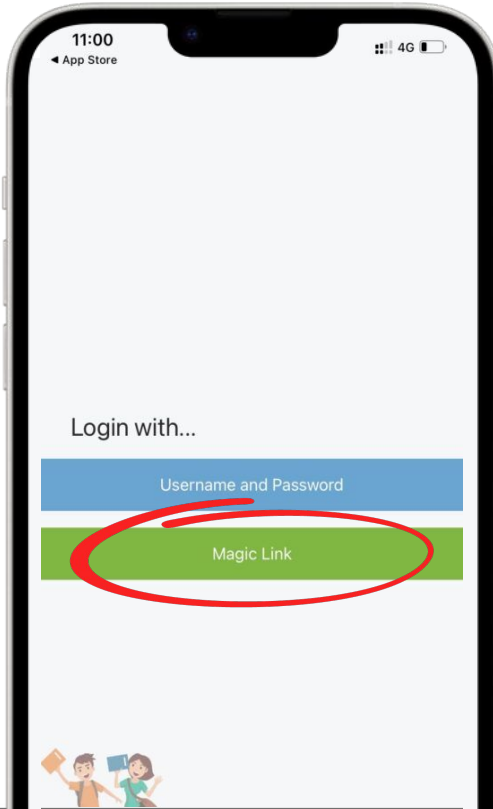 11:00
4G
◀ App Store
Login with...
Username and Password
Magic Link